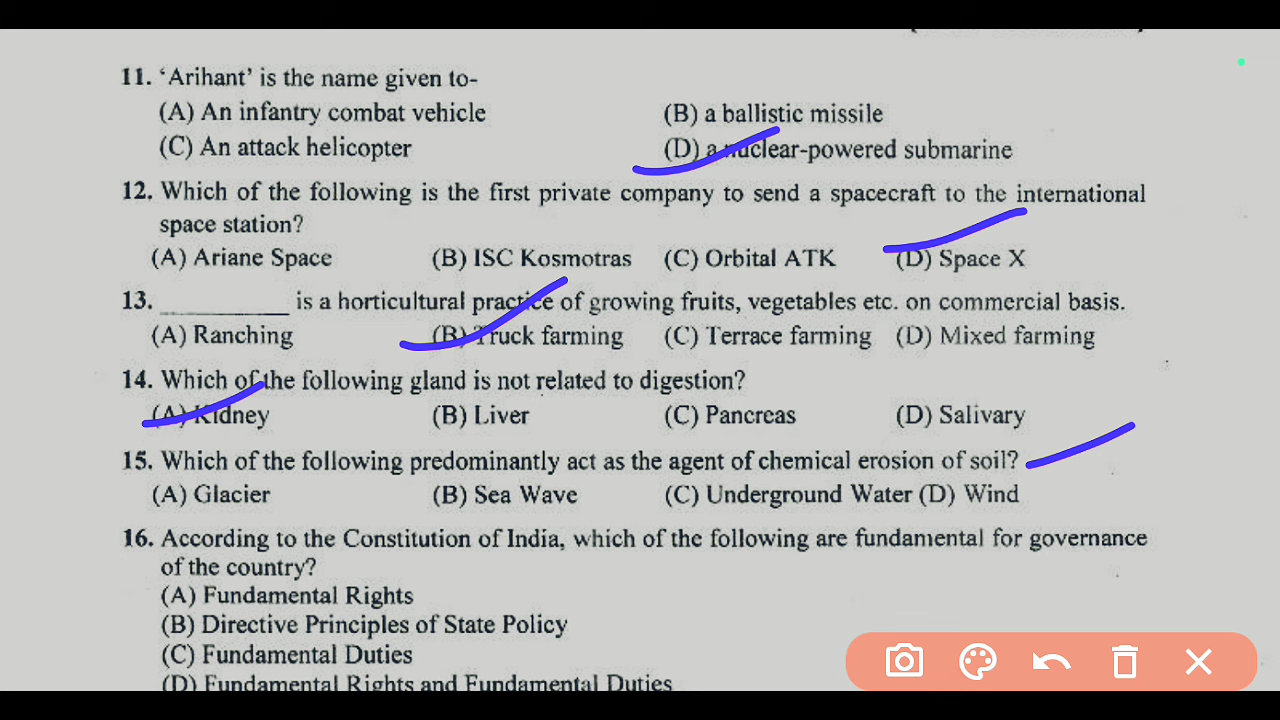 11. ‘Arihant’ is the name given to-
(A) An infantry combat vehicle (B) a ballistic missile
(C) An attack helicopter (D) a nuclear-powered submarine
12. Which of the following is the first private company to send a spacecraft to the international
space station?
(A) Ariane Space (B) ISC Kosmotras (C) Orbital ATK (D) Space X
13. __________ is a horticultural practice of growing fruits, vegetables etc. on commercial basis.
(A) Ranching (B) Truck farming (C) Terrace farming (D) Mixed farming
14. Which of the following gland is not related to digestion?
(A) Kidney (B) Liver (C) Pancreas (D) Salivary
15. Which of the following predominantly act as the agent of chemical erosion of soil?
(A) Glacier (B) Sea Wave (C) Underground Water (D) Wind
16. According to the Constitution of India, which of the following are fundamental for governance
of the country?
(A) Fundamental Rights
(B) Directive Principles of State Policy
(C) Fundamental Duties
(D) Fundamental Rights and Fundamental Duties